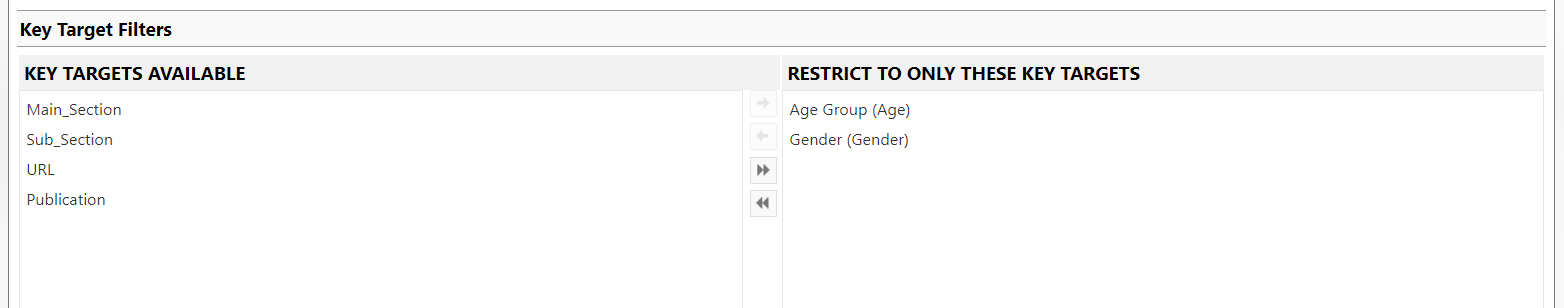 Key Target Filters
KEY TARGETS AVAILABLE
Main_Section
Sub_Section
URL
Publication
RESTRICT TO ONLY THESE KEY TARGETS
Age Group (Age)
Gender (Gender)